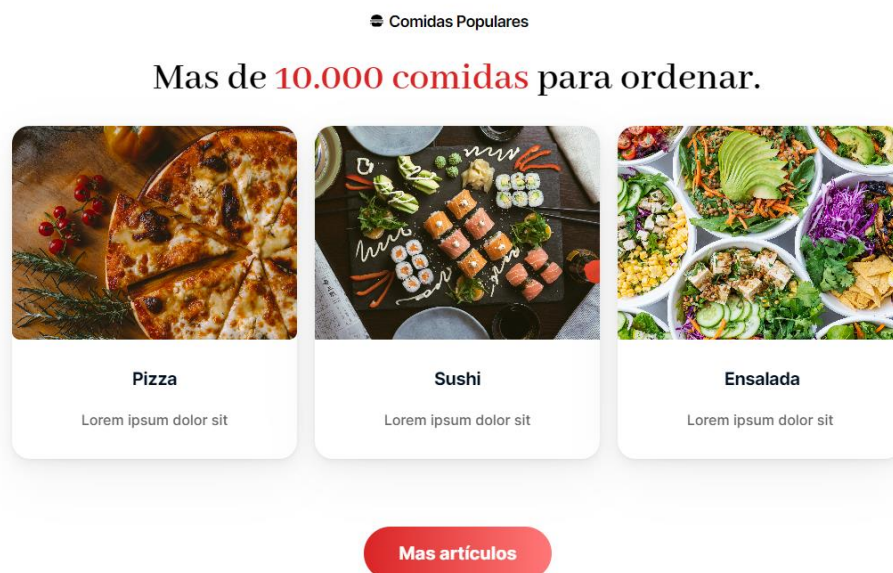 Comidas Populares
Mas de 10.000 comidas para ordenar.
Pizza
Lorem ipsum dolor sit
Sushi
Lorem ipsum dolor sit
Ensalada
Lorem ipsum dolor sit
Mas artículos